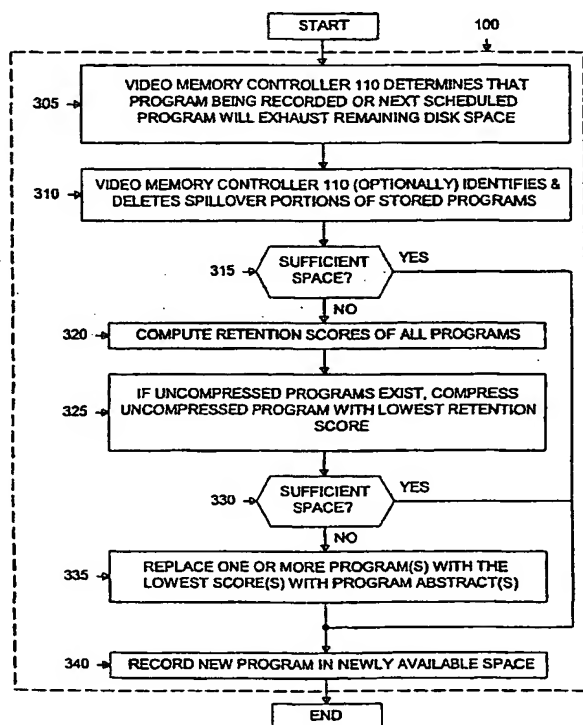 START
100
305
VIDEO MEMORY CONTROLLER 110 DETERMINES THAT
PROGRAM BEING RECORDED OR NEXT SCHEDULED
PROGRAM WILL EXHAUST REMAINING DISK SPACE
310
VIDEO MEMORY CONTROLLER 110 (OPTIONALLY) IDENTIFIES &
DELETES SPILLOVER PORTIONS OF STORED PROGRAMS
315
SUFFICIENT
SPACE?
YES
NO
320
COMPUTE RETENTION SCORES OF ALL PROGRAMS
325
IF UNCOMPRESSED PROGRAMS EXIST, COMPRESS
UNCOMPRESSED PROGRAM WITH LOWEST RETENTION
SCORE
330
SUFFICIENT
SPACE?
YES
NO
335
REPLACE ONE OR MORE PROGRAM(S) WITH THE
LOWEST SCORE(S) WITH PROGRAM ABSTRACT(S)
340
RECORD NEW PROGRAM IN NEWLY AVAILABLE SPACE
END